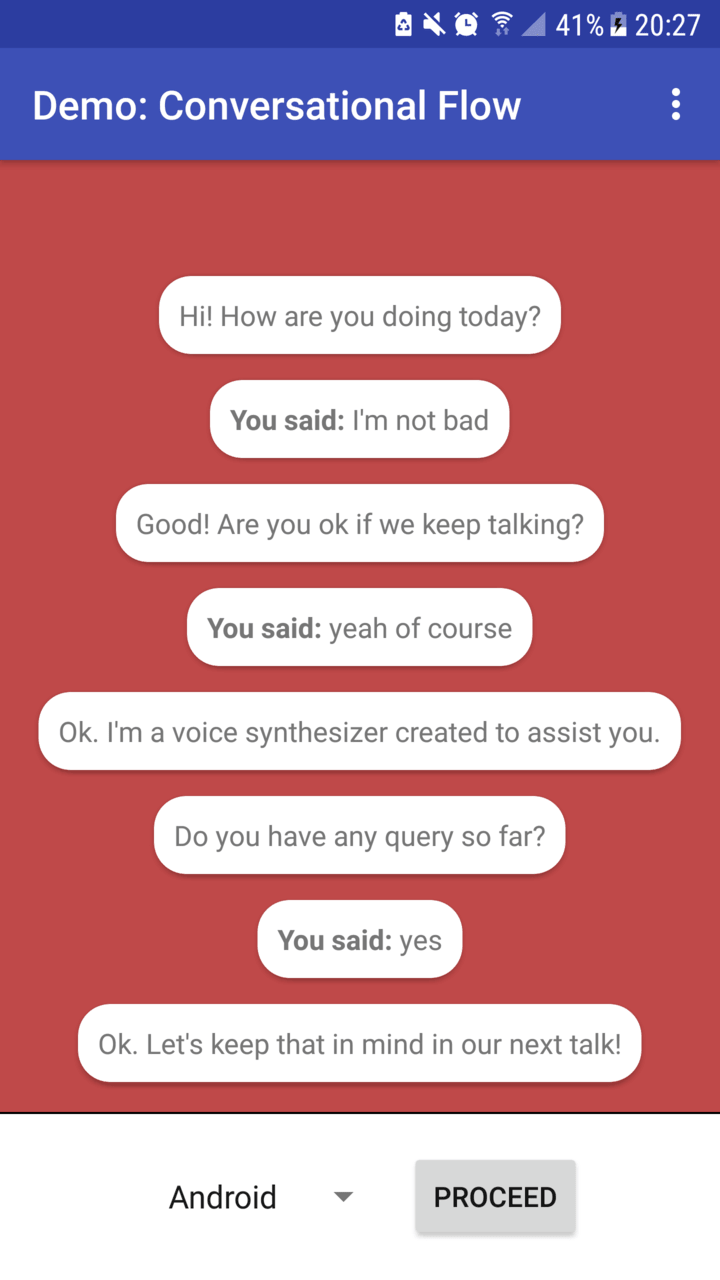 41% 20:27
Demo: Conversational Flow
Hi! How are you doing today?
You said: I'm not bad
Good! Are you ok if we keep talking?
You said: yeah of course
Ok. I'm a voice synthesizer created to assist you.
Do you have any query so far?
You said: yes
Ok. Let's keep that in mind in our next talk!
Android PROCEED